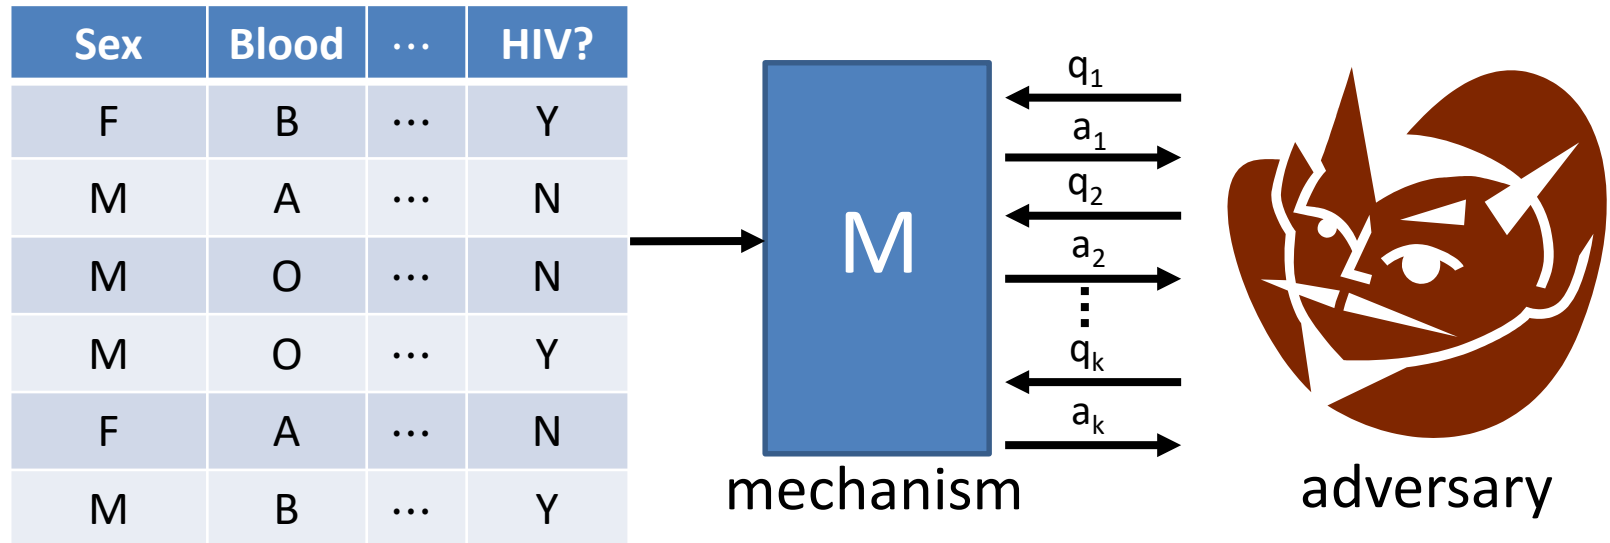 Sex Blood ... HIV?
F B ... Y
M A ... N
M O ... N
M O ... Y
F A ... N
M B ... Y
M
mechanism
q1
a1
q2
a2
qk
ak
adversary